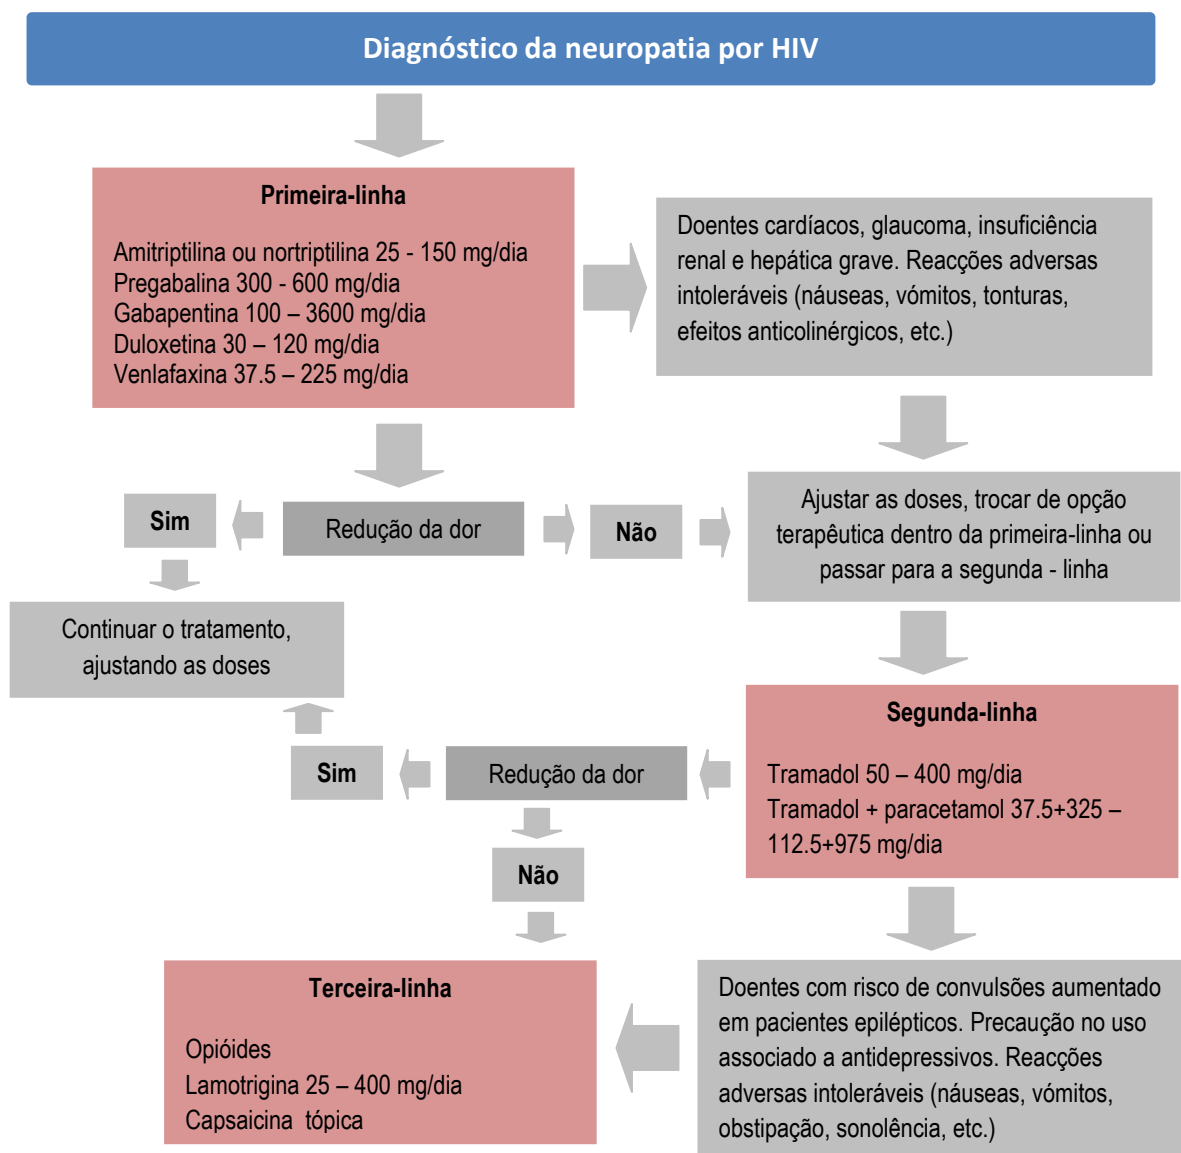 Diagnóstico da neuropatia por HIV
Primeira-linha
Amitriptilina ou nortriptilina 25 - 150 mg/dia
Pregabalina 300 - 600 mg/dia
Gabapentina 100 – 3600 mg/dia
Duloxetina 30 – 120 mg/dia
Venlafaxina 37.5 – 225 mg/dia
Doentes cardíacos, glaucoma, insuficiência
renal e hepática grave. Reacções adversas
intoleráveis (náuseas, vómitos, tonturas,
efeitos anticolinérgicos, etc.)
Sim
Redução da dor
Não
Ajustar as doses, trocar de opção
terapêutica dentro da primeira-linha ou
passar para a segunda - linha
Continuar o tratamento,
ajustando as doses
Segunda-linha
Tramadol 50 – 400 mg/dia
Tramadol + paracetamol 37.5+325 –
112.5+975 mg/dia
Sim
Redução da dor
Não
Terceira-linha
Opióides
Lamotrigina 25 – 400 mg/dia
Capsaicina tópica
Doentes com risco de convulsões aumentado
em pacientes epilépticos. Precaução no uso
associado a antidepressivos. Reacções
adversas intoleráveis (náuseas, vómitos,
obstipação, sonolência, etc.)